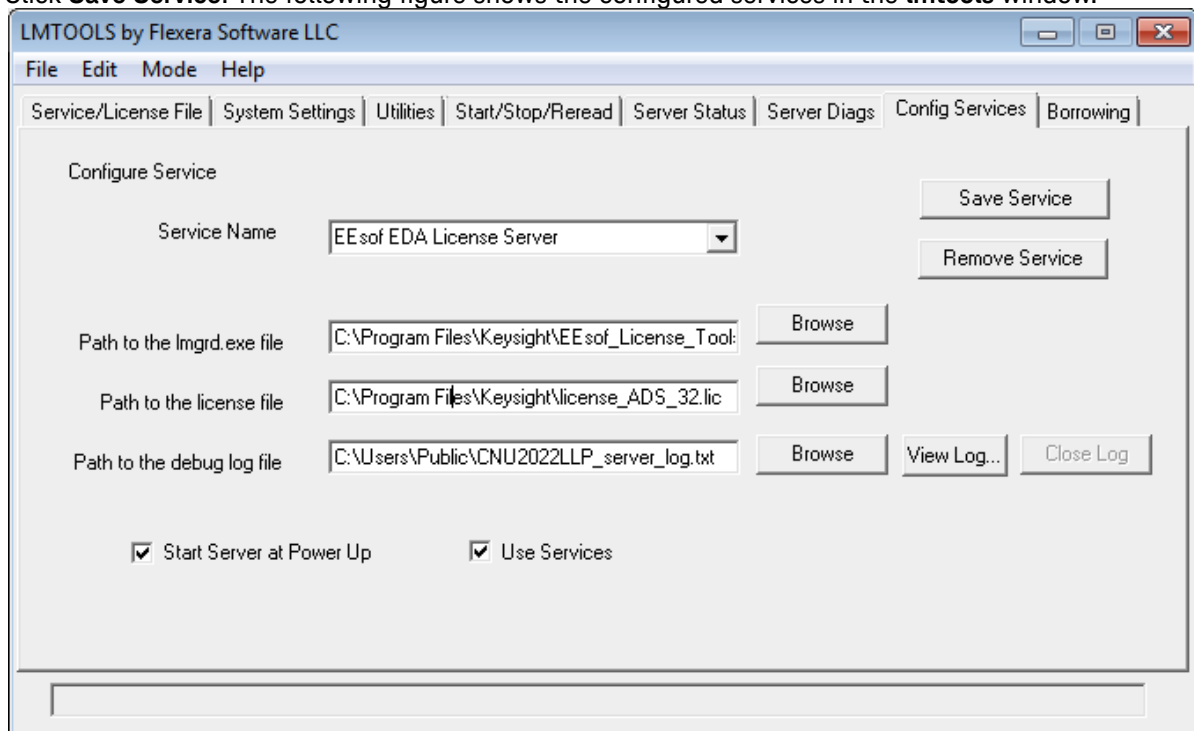 Click Save Service. The following figure shows the configured services in the lmtools window.
LMTOOLS by Flexera Software LLC
File Edit Mode Help
Service/License File System Settings Utilities Start/Stop/Reread Server Status Server Diags Config Services Borrowing
Configure Service
Save Service
Service Name EEsof EDA License Server
Remove Service
Path to the lmgrd.exe file C:\Program Files\Keysight\EEsof_License_Tools Browse
Path to the license file C:\Program Files\Keysight\license_ADS_32.lic Browse
Path to the debug log file C:\Users\Public\CNU2022LLP_server_log.txt Browse View Log... Close Log
Start Server at Power Up Use Services